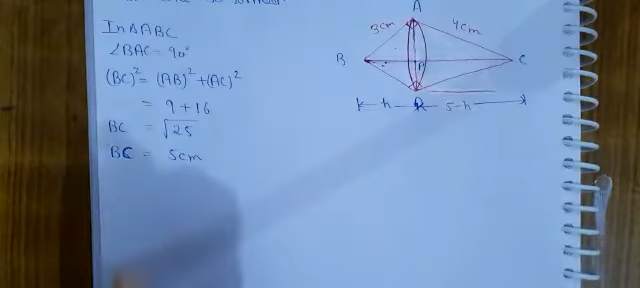 In ΔABC
∠BAC = 90°
(BC)² = (AB)² + (AC)²
= 9 + 16
BC = √25
BC = 5cm
A
3cm
4cm
B
C
h
5-h